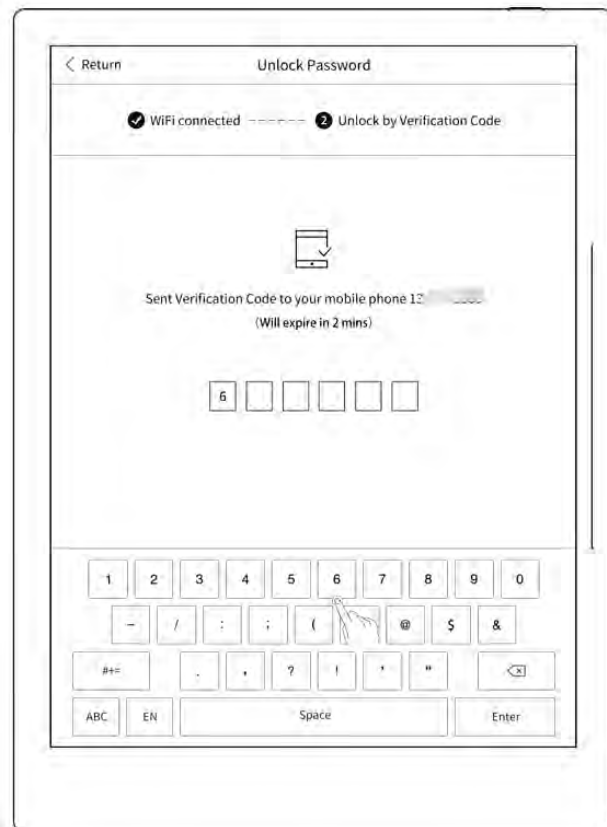 < Return Unlock Password
WiFi connected ------ 2 Unlock by Verification Code
Sent Verification Code to your mobile phone 13
(Will expire in 2 mins)
6
1 2 3 4 5 6 7 8 9 0
- / : ; ( @ $ &
#+= . , ? ! ' "
ABC EN Space Enter